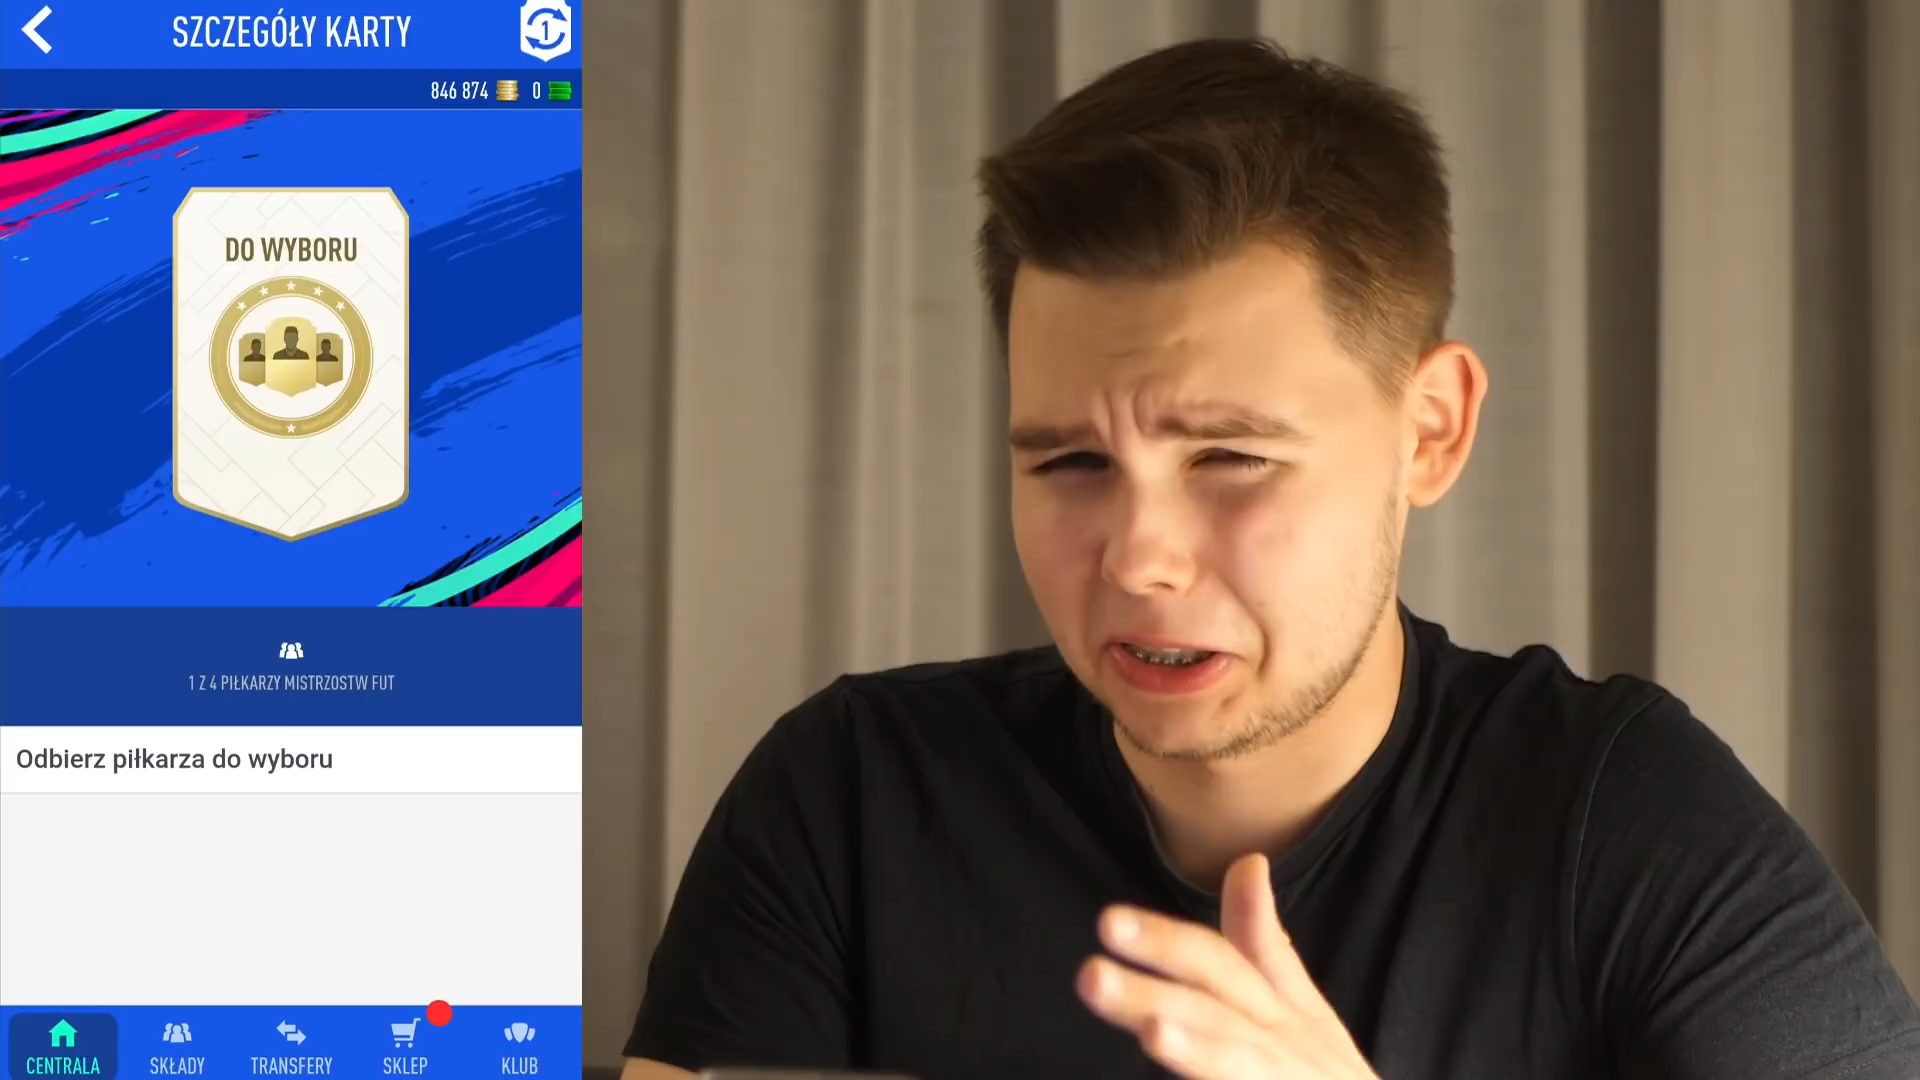 SZCZEGÓŁY KARTY
1
846 874 0
DO WYBORU
1 Z 4 PIŁKARZY MISTRZOSTW FUT
Odbierz piłkarza do wyboru
CENTRALA SKŁADY TRANSFERY SKLEP KLUB